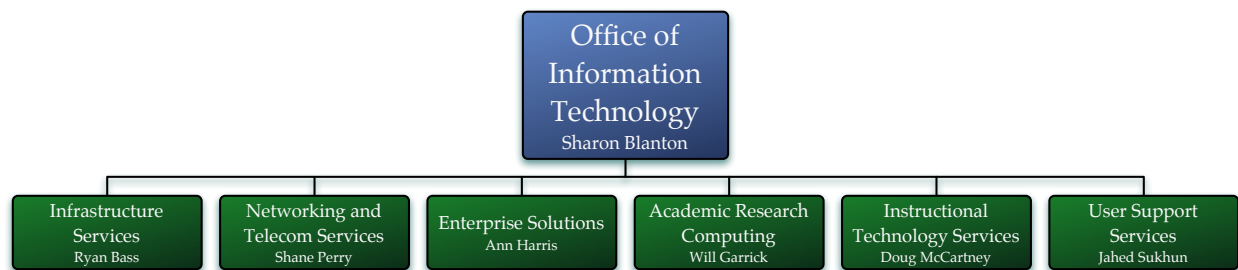 Office of
Information
Technology
Sharon Blanton
Infrastructure
Services
Ryan Bass
Networking and
Telecom Services
Shane Perry
Enterprise Solutions
Ann Harris
Academic Research
Computing
Will Garrick
Instructional
Technology Services
Doug McCartney
User Support
Services
Jahed Sukhun